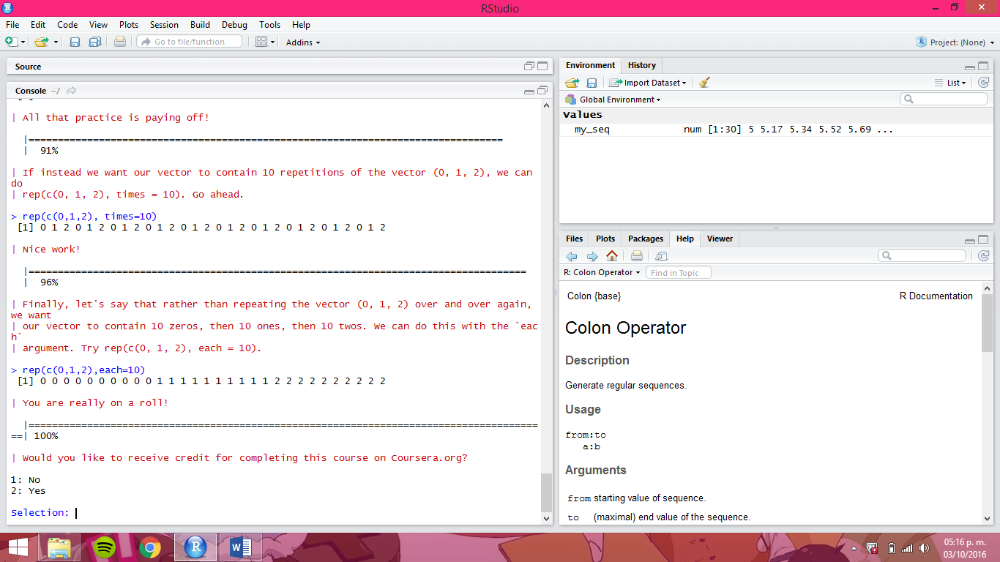 RStudio
File Edit Code View Plots Session Build Debug Tools Help
Go to file/function Addins Project: (None)
Source
Console ~/
| All that practice is paying off!
|=================================================================================
| 91%
| If instead we want our vector to contain 10 repetitions of the vector (0, 1, 2), we can
do
| rep(c(0, 1, 2), times = 10). Go ahead.
> rep(c(0,1,2), times=10)
[1] 0 1 2 0 1 2 0 1 2 0 1 2 0 1 2 0 1 2 0 1 2 0 1 2 0 1 2 0 1 2
| Nice work!
|=====================================================================================
| 96%
| Finally, let's say that rather than repeating the vector (0, 1, 2) over and over again,
we want
| our vector to contain 10 zeros, then 10 ones, then 10 twos. We can do this with the `eac
h`
| argument. Try rep(c(0, 1, 2), each = 10).
> rep(c(0,1,2),each=10)
[1] 0 0 0 0 0 0 0 0 0 0 1 1 1 1 1 1 1 1 1 1 2 2 2 2 2 2 2 2 2 2
| You are really on a roll!
|=======================================================================================
==| 100%
| Would you like to receive credit for completing this course on Coursera.org?
1: No
2: Yes
Selection:
Environment History
Import Dataset List
Global Environment
Values
my_seq num [1:30] 5 5.17 5.34 5.52 5.69 ...
Files Plots Packages Help Viewer
R: Colon Operator Find in Topic
Colon {base} R Documentation
Colon Operator
Description
Generate regular sequences.
Usage
from:to
a:b
Arguments
from starting value of sequence.
to (maximal) end value of the sequence.
05:16 p. m.
03/10/2016